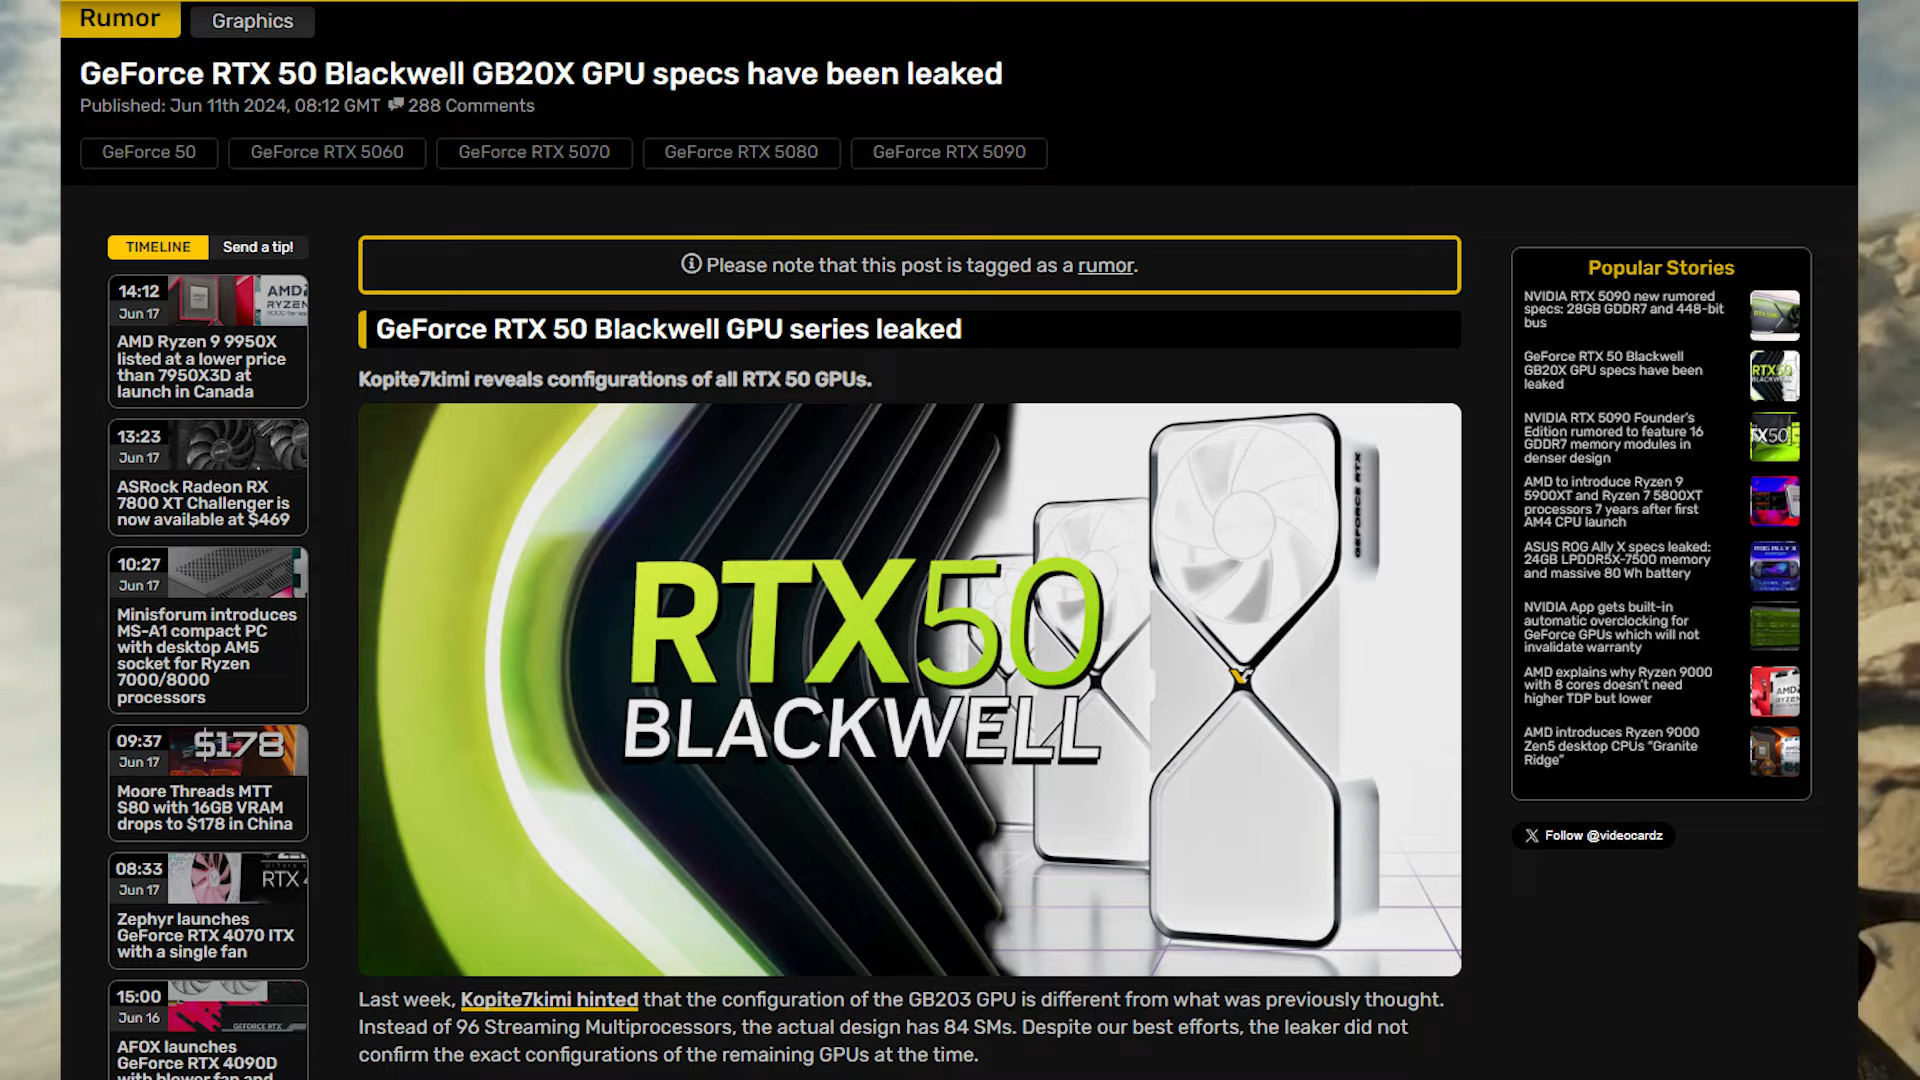 Rumor
Graphics
GeForce RTX 50 Blackwell GB20X GPU specs have been leaked
Published: Jun 11th 2024, 08:12 GMT 288 Comments
GeForce 50
GeForce RTX 5060
GeForce RTX 5070
GeForce RTX 5080
GeForce RTX 5090
TIMELINE
Send a tip!
14:12
Jun 17
AMD
RYZEN
AMD Ryzen 9 9950X
listed at a lower price
than 7950X3D at
launch in Canada
13:23
Jun 17
ASRock Radeon RX
7800 XT Challenger is
now available at $469
10:27
Jun 17
Minisforum introduces
MS-A1 compact PC
with desktop AM5
socket for Ryzen
7000/8000
processors
09:37
Jun 17
$178
Moore Threads MTT
S80 with 16GB VRAM
drops to $178 in China
08:33
Jun 17
RTX
Zephyr launches
GeForce RTX 4070 ITX
with a single fan
15:00
Jun 16
GEFORCE RTX
AFOX launches
GeForce RTX 4090D
with blower fan and
Please note that this post is tagged as a rumor.
GeForce RTX 50 Blackwell GPU series leaked
Kopite7kimi reveals configurations of all RTX 50 GPUs.
GEFORCE RTX
RTX50
BLACKWELL
Last week, Kopite7kimi hinted that the configuration of the GB203 GPU is different from what was previously thought.
Instead of 96 Streaming Multiprocessors, the actual design has 84 SMs. Despite our best efforts, the leaker did not
confirm the exact configurations of the remaining GPUs at the time.
Popular Stories
NVIDIA RTX 5090 new rumored
specs: 28GB GDDR7 and 448-bit
bus
GeForce RTX 50 Blackwell
GB20X GPU specs have been
leaked
RTX50
BLACKWELL
NVIDIA RTX 5090 Founder's
Edition rumored to feature 16
GDDR7 memory modules in
denser design
TX50
AMD to introduce Ryzen 9
5900XT and Ryzen 7 5800XT
processors 7 years after first
AM4 CPU launch
ASUS ROG Ally X specs leaked:
24GB LPDDR5X-7500 memory
and massive 80 Wh battery
ROG ALLY X
NVIDIA App gets built-in
automatic overclocking for
GeForce GPUs which will not
invalidate warranty
AMD explains why Ryzen 9000
with 8 cores doesn't need
higher TDP but lower
AMD
RYZEN
AMD introduces Ryzen 9000
Zen5 desktop CPUs "Granite
Ridge"
Follow @videocardz